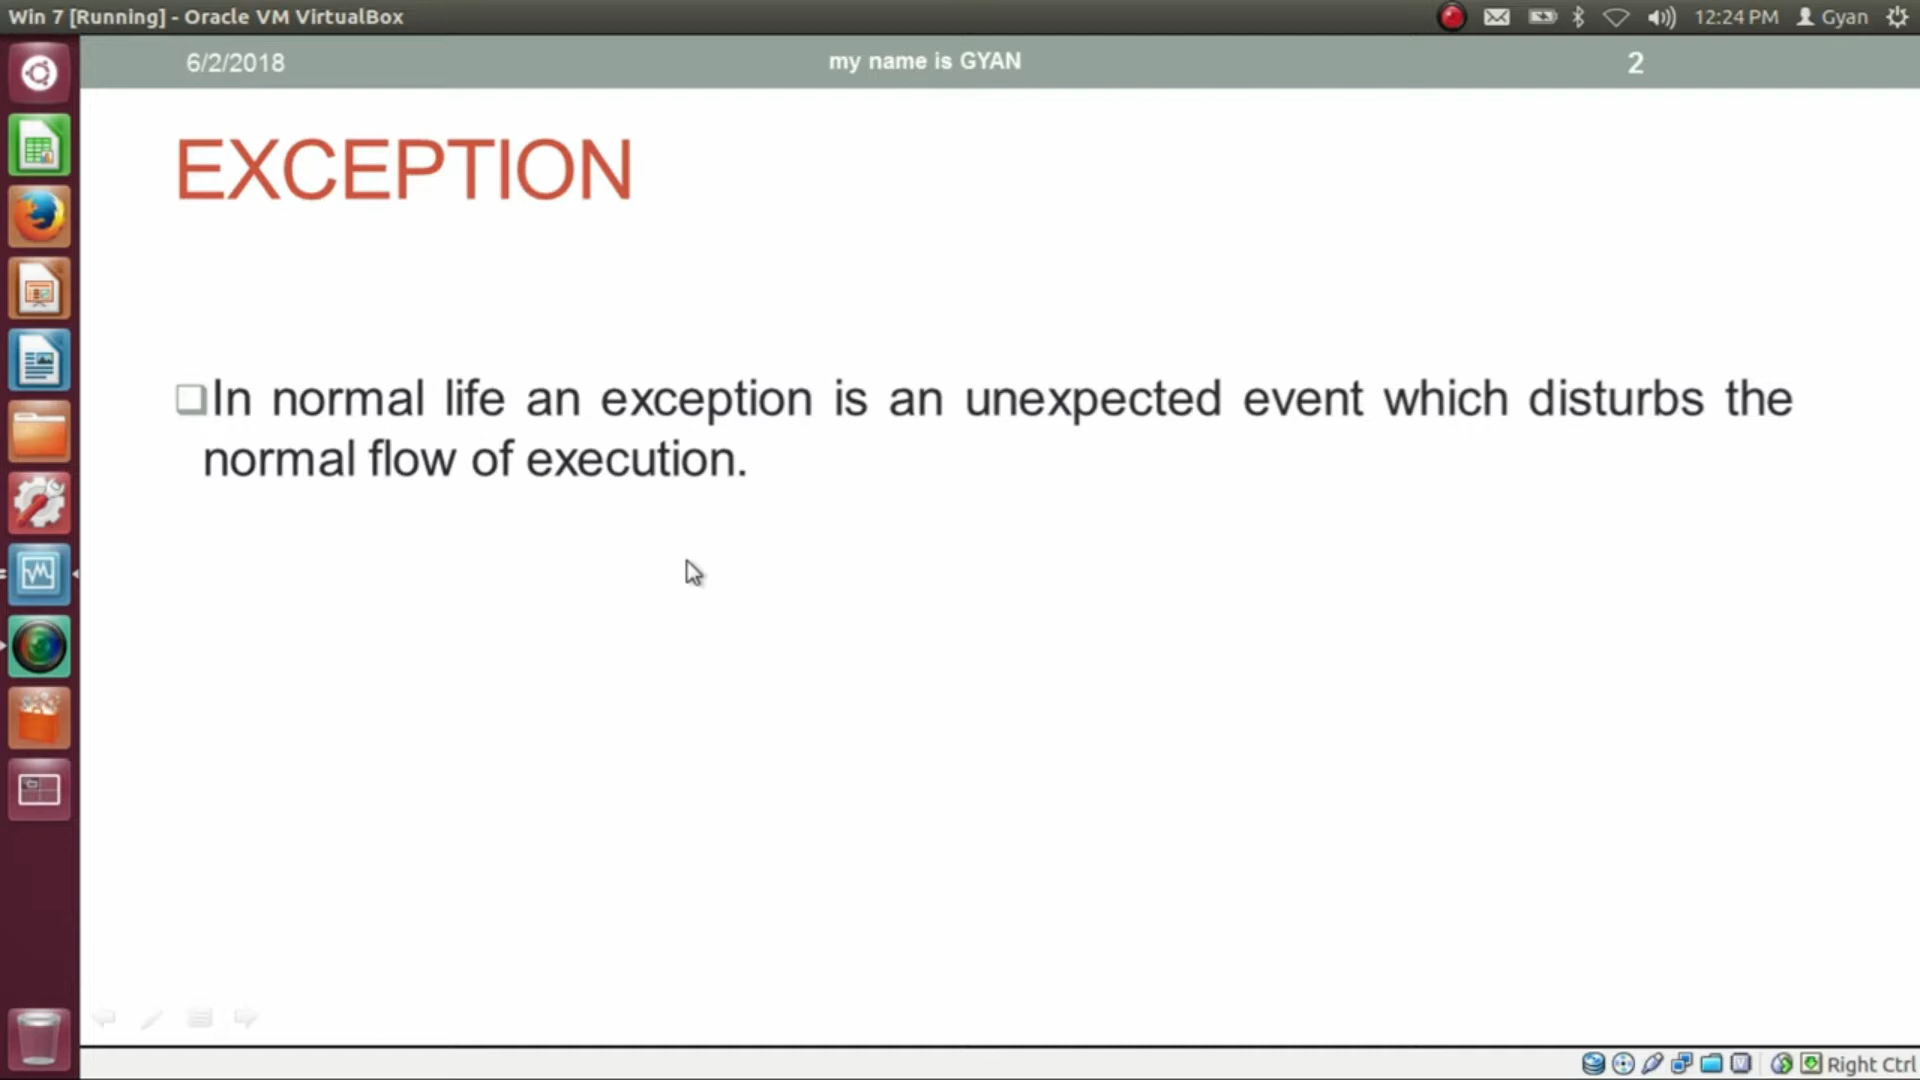 Win 7 [Running] - Oracle VM VirtualBox
12:24 PM Gyan
6/2/2018
my name is GYAN
2
EXCEPTION
In normal life an exception is an unexpected event which disturbs the
normal flow of execution.
Right Ctrl